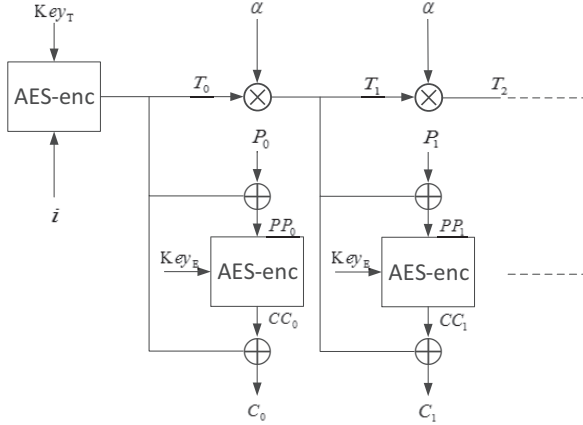 Key_T α α
AES-enc T_0 T_1 T_2
P_0 P_1
i
PP_0 PP_1
Key_E AES-enc Key_E AES-enc
CC_0 CC_1
C_0 C_1